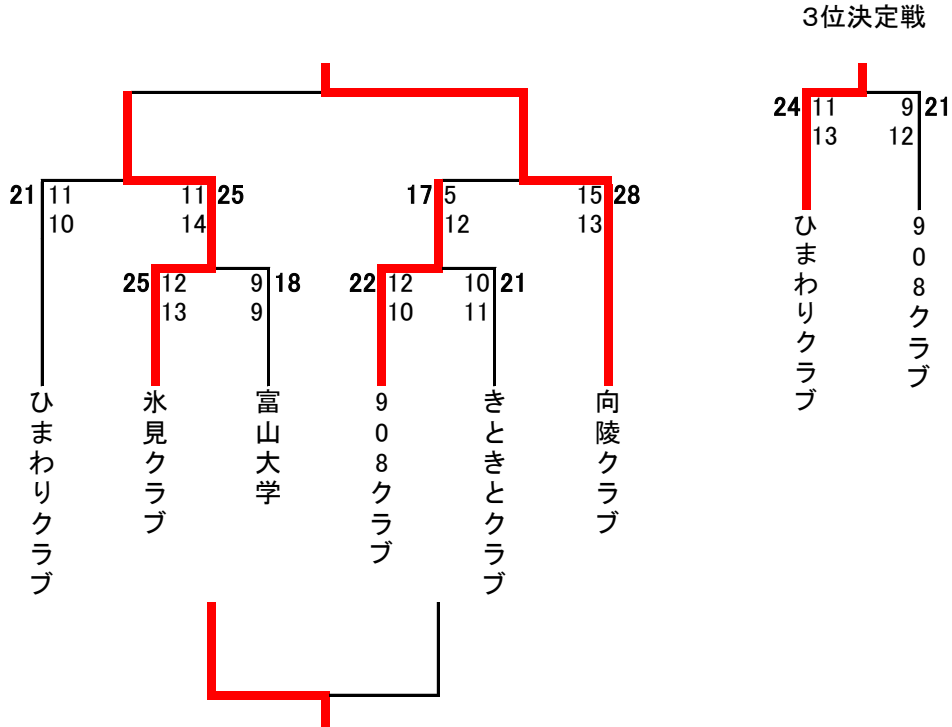 3位決定戦
24 11 9 21
13 12
21 11 11 25
10 14
17 5 15 28
12 13
25 12 9 18
13 9
22 12 10 21
10 11
ひまわりクラブ
氷見クラブ
富山大学
908クラブ
きときとクラブ
向陵クラブ
ひまわりクラブ
908クラブ